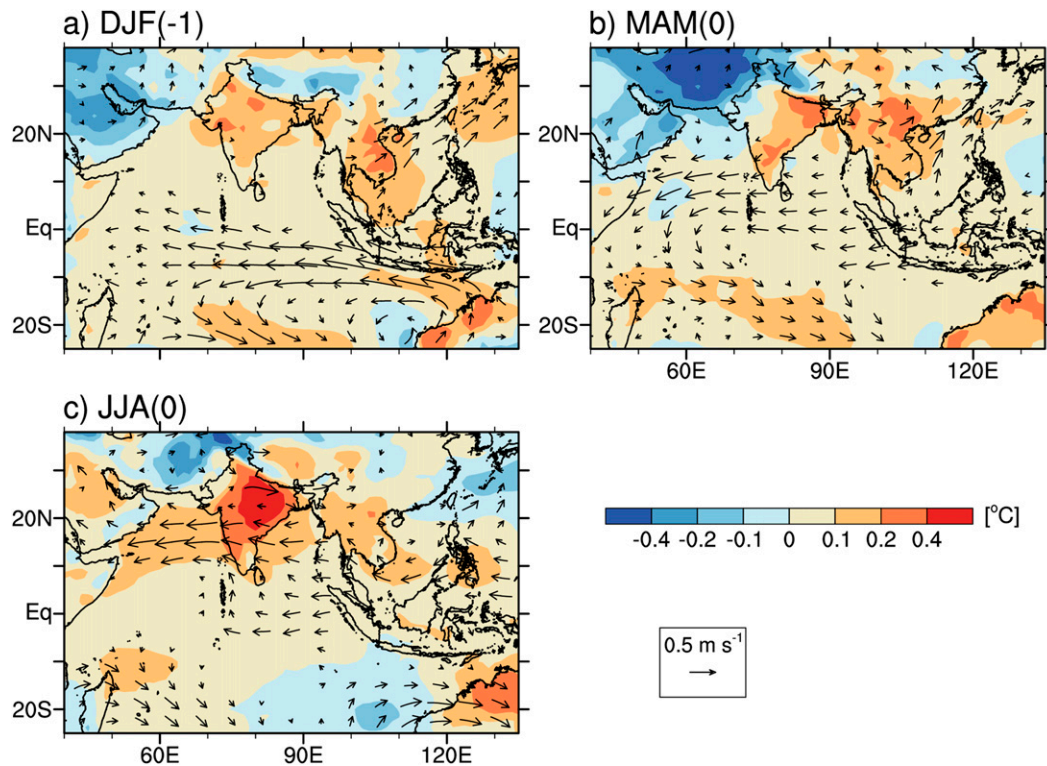 a) DJF(-1)
b) MAM(0)
20N
Eq
20S
20N
Eq
20S
60E
90E
120E
c) JJA(0)
20N
Eq
20S
60E
90E
120E
[°C]
-0.4 -0.2 -0.1 0 0.1 0.2 0.4
0.5 m s⁻¹